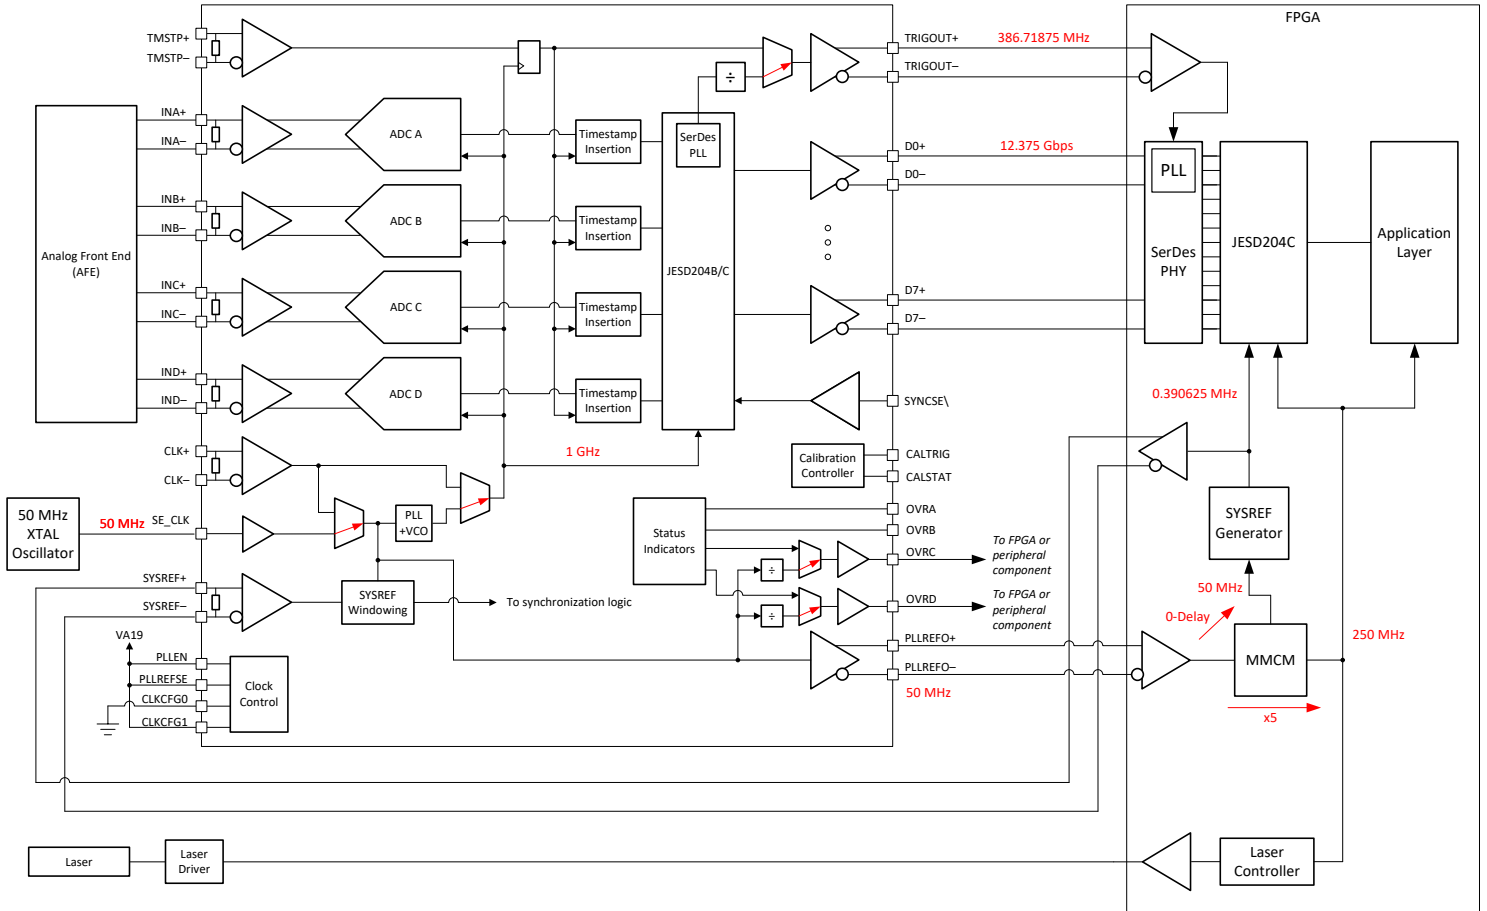 FPGA
TMSTP+
TMSTP–
TRIGOUT+
386.71875 MHz
TRIGOUT–
÷
INA+
INA–
ADC A
Timestamp
Insertion
SerDes
PLL
D0+
12.375 Gbps
D0–
PLL
INB+
INB–
ADC B
Timestamp
Insertion
Analog Front End
(AFE)
JESD204B/C
SerDes
PHY
JESD204C
Application
Layer
INC+
INC–
ADC C
Timestamp
Insertion
D7+
D7–
IND+
IND–
ADC D
Timestamp
Insertion
SYNCSE\
0.390625 MHz
CLK+
CLK–
1 GHz
Calibration
Controller
CALTRIG
CALSTAT
50 MHz
XTAL
Oscillator
50 MHz
SE_CLK
PLL
+VCO
Status
Indicators
OVRA
OVRB
OVRC
OVRD
÷
÷
To FPGA or
peripheral
component
To FPGA or
peripheral
component
SYSREF
Generator
SYSREF+
SYSREF–
SYSREF
Windowing
To synchronization logic
50 MHz
0-Delay
VA19
PLLEN
PLLREFSE
CLKCFG0
CLKCFG1
Clock
Control
PLLREFO+
PLLREFO–
50 MHz
MMCM
250 MHz
x5
Laser
Laser
Driver
Laser
Controller